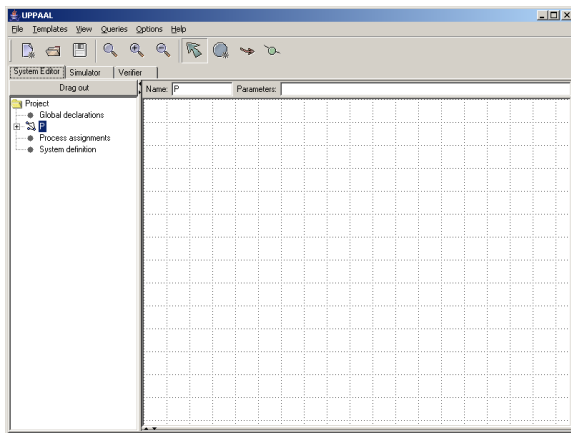 UPPAAL
File Templates View Queries Options Help
System Editor Simulator Verifier
Drag out Name: P Parameters:
Project
Global declarations
P
Process assignments
System definition